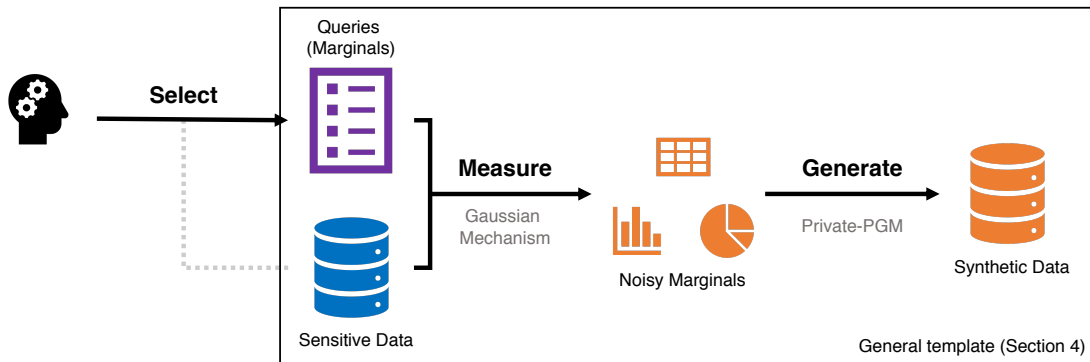 Queries
(Marginals)
Select
Measure
Gaussian
Mechanism
Generate
Private-PGM
Noisy Marginals
Synthetic Data
Sensitive Data
General template (Section 4)